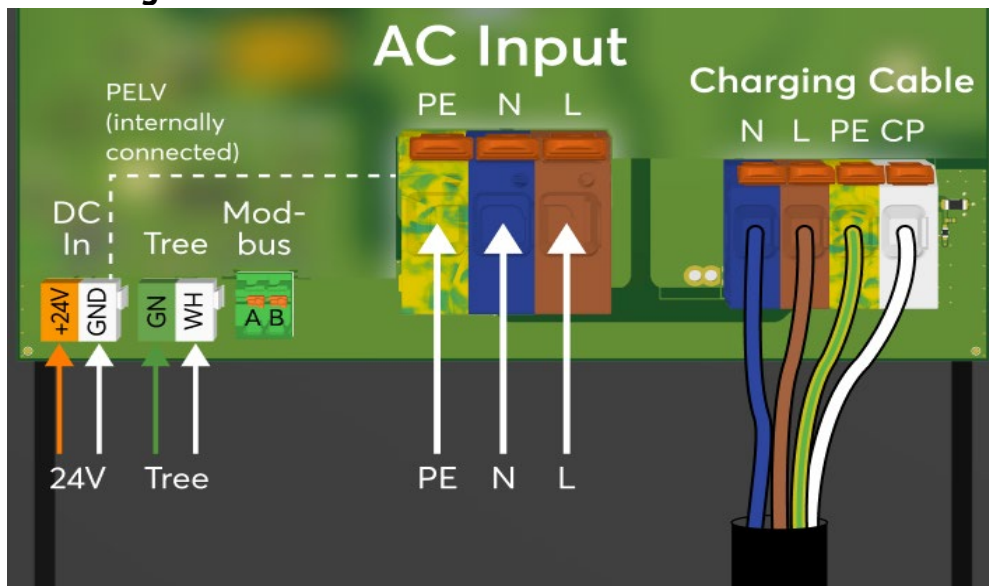 AC Input
Charging Cable
PELV
(internally
connected)
PE N L
N L PE CP
DC
In
Tree
Mod-
bus
+24V GND GN WH A B
24V Tree PE N L